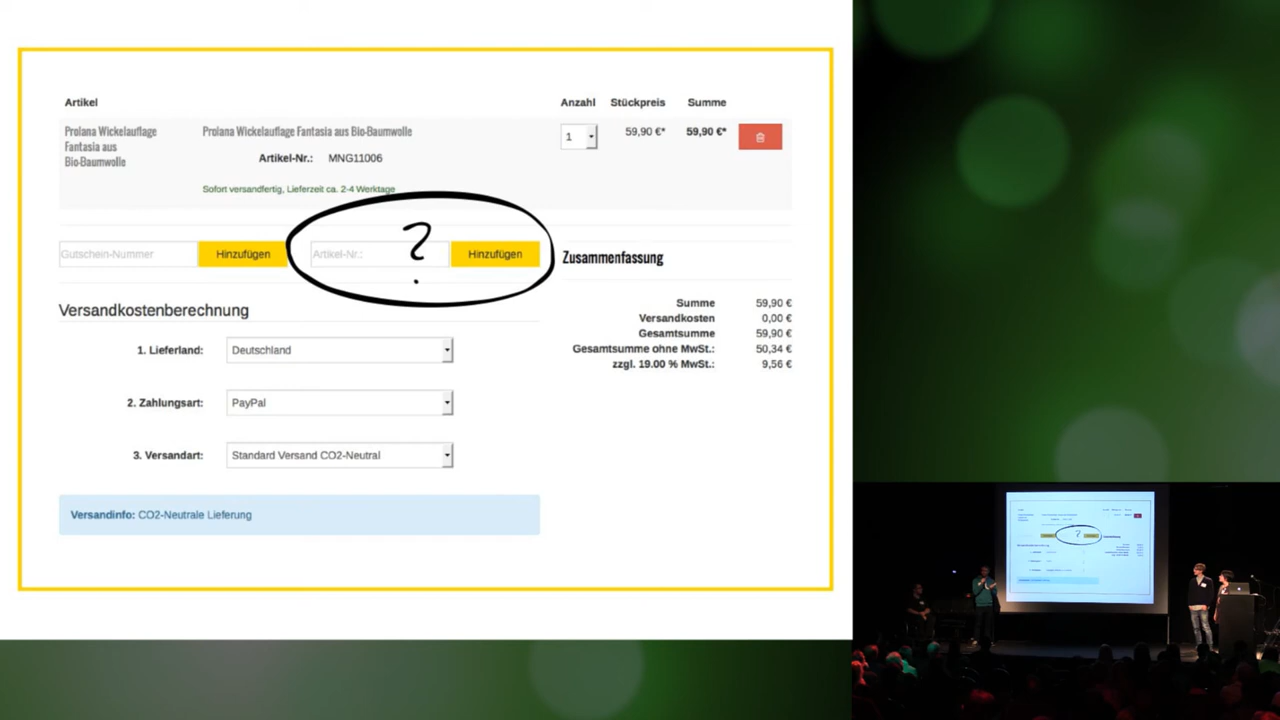 Artikel Anzahl Stückpreis Summe
Prolana Wickelauflage
Fantasia aus
Bio-Baumwolle
Prolana Wickelauflage Fantasia aus Bio-Baumwolle
Artikel-Nr.: MNG11006
Sofort versandfertig, Lieferzeit ca. 2-4 Werktage
1 59,90 €* 59,90 €*
Gutschein-Nummer Hinzufügen Artikel-Nr.: ? Hinzufügen
Zusammenfassung
Summe 59,90 €
Versandkosten 0,00 €
Gesamtsumme 59,90 €
Gesamtsumme ohne MwSt.: 50,34 €
zzgl. 19.00 % MwSt.: 9,56 €
Versandkostenberechnung
1. Lieferland: Deutschland
2. Zahlungsart: PayPal
3. Versandart: Standard Versand CO2-Neutral
Versandinfo: CO2-Neutrale Lieferung